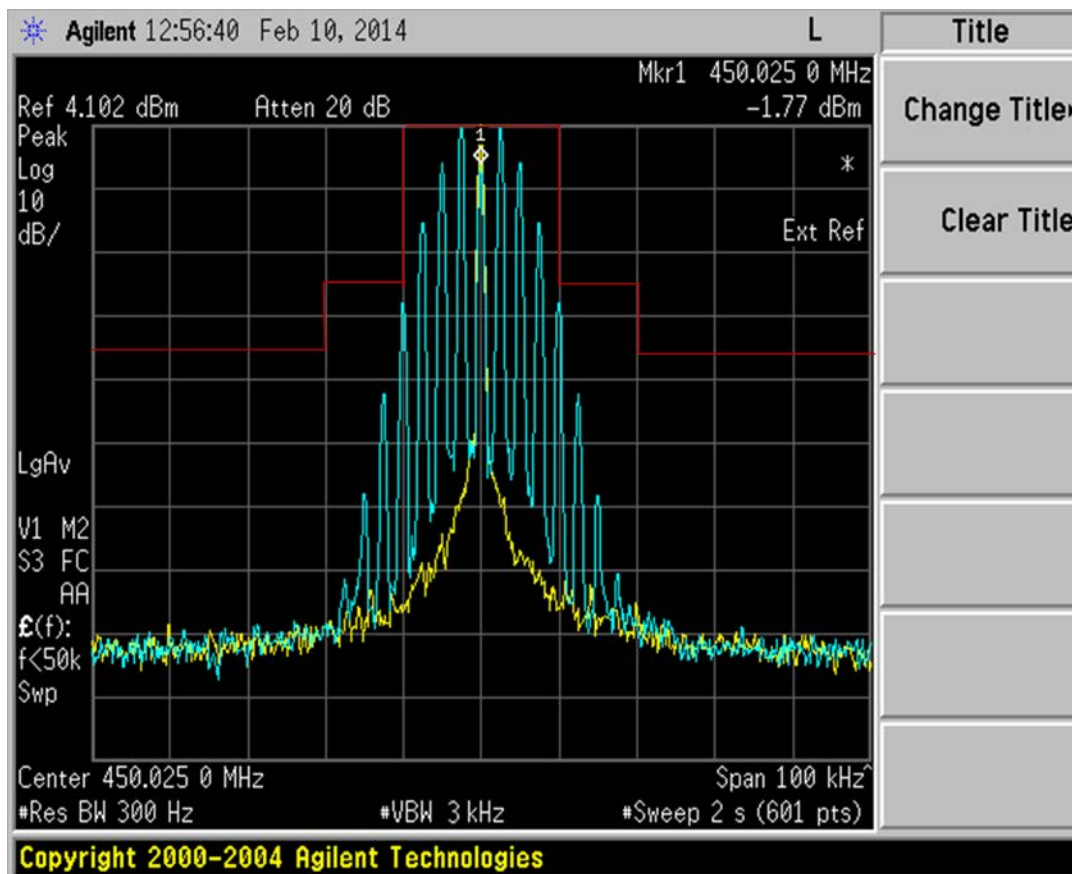 Agilent 12:56:40 Feb 10, 2014 L
Title
Mkr1 450.025 0 MHz
Ref 4.102 dBm Atten 20 dB -1.77 dBm
Change Title
Peak
Log
10
dB/
1
*
Ext Ref
Clear Title
LgAv
V1 M2
S3 FC
AA
£(f):
f<50k
Swp
Center 450.025 0 MHz Span 100 kHz^
#Res BW 300 Hz #VBW 3 kHz #Sweep 2 s (601 pts)
Copyright 2000-2004 Agilent Technologies